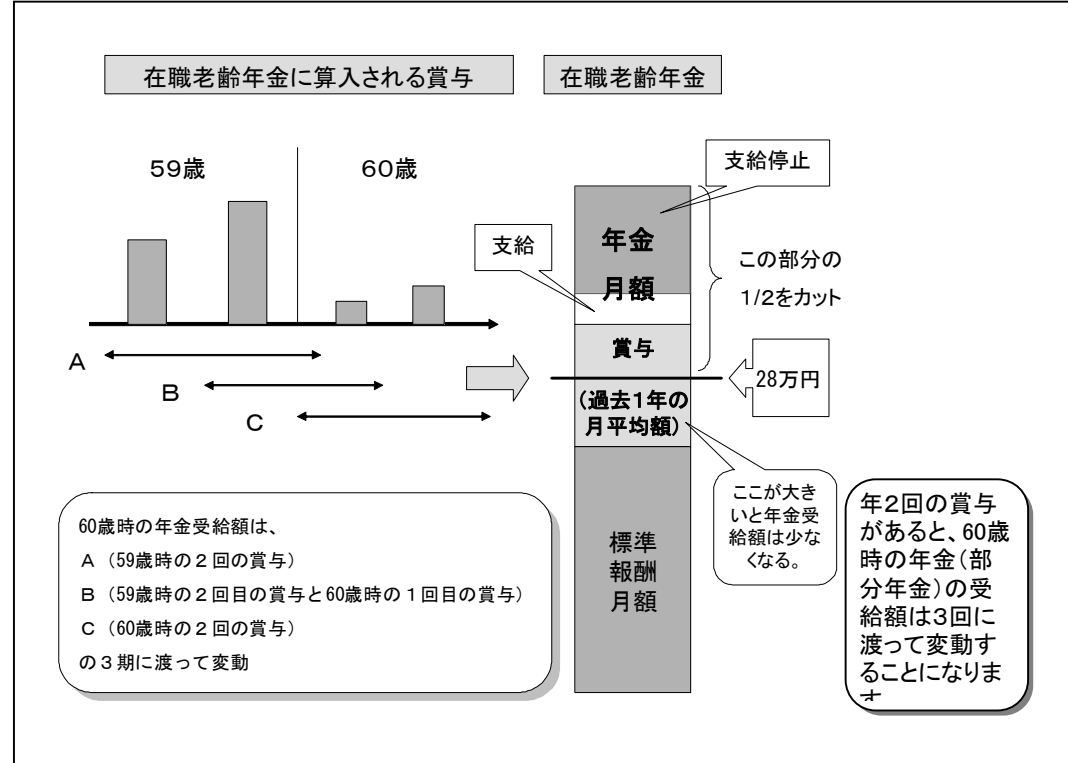 在職老齢年金に算入される賞与
在職老齢年金
59歳
60歳
A
B
C
支給停止
支給
年金
月額
この部分の
1/2をカット
賞与
28万円
(過去1年の
月平均額)
標準
報酬
月額
ここが大き
いと年金受
給額は少な
くなる。
60歳時の年金受給額は、
A (59歳時の2回の賞与)
B (59歳時の2回目の賞与と60歳時の1回目の賞与)
C (60歳時の2回の賞与)
の3期に渡って変動
年2回の賞与
があると、60歳
時の年金(部
分年金)の受
給額は3回に
渡って変動す
ることになりま